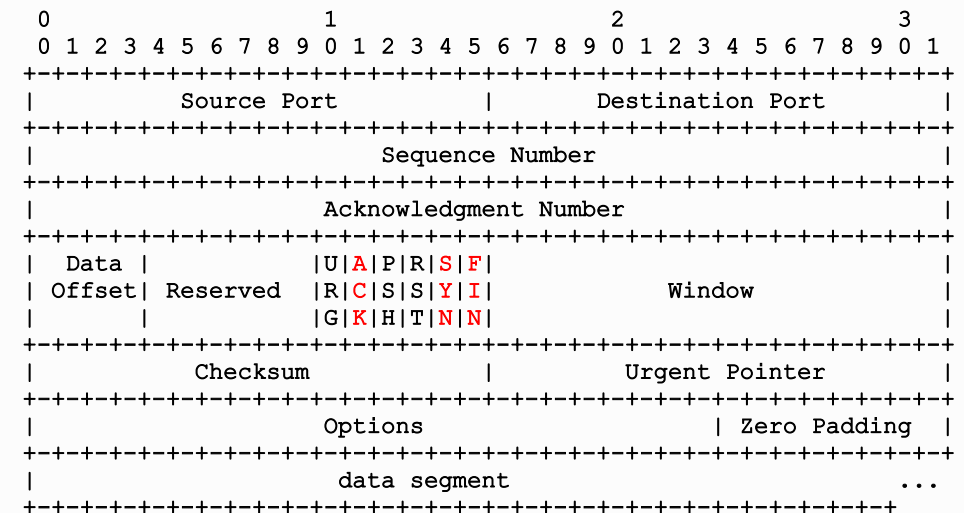 0                   1                   2                   3
 0 1 2 3 4 5 6 7 8 9 0 1 2 3 4 5 6 7 8 9 0 1 2 3 4 5 6 7 8 9 0 1
+-+-+-+-+-+-+-+-+-+-+-+-+-+-+-+-+-+-+-+-+-+-+-+-+-+-+-+-+-+-+-+-+
|          Source Port          |       Destination Port        |
+-+-+-+-+-+-+-+-+-+-+-+-+-+-+-+-+-+-+-+-+-+-+-+-+-+-+-+-+-+-+-+-+
|                        Sequence Number                        |
+-+-+-+-+-+-+-+-+-+-+-+-+-+-+-+-+-+-+-+-+-+-+-+-+-+-+-+-+-+-+-+-+
|                    Acknowledgment Number                      |
+-+-+-+-+-+-+-+-+-+-+-+-+-+-+-+-+-+-+-+-+-+-+-+-+-+-+-+-+-+-+-+-+
|  Data |           |U|A|P|R|S|F|                               |
| Offset| Reserved  |R|C|S|S|Y|I|            Window             |
|       |           |G|K|H|T|N|N|                               |
+-+-+-+-+-+-+-+-+-+-+-+-+-+-+-+-+-+-+-+-+-+-+-+-+-+-+-+-+-+-+-+-+
|           Checksum            |         Urgent Pointer        |
+-+-+-+-+-+-+-+-+-+-+-+-+-+-+-+-+-+-+-+-+-+-+-+-+-+-+-+-+-+-+-+-+
|                    Options                    | Zero Padding  |
+-+-+-+-+-+-+-+-+-+-+-+-+-+-+-+-+-+-+-+-+-+-+-+-+-+-+-+-+-+-+-+-+
|                     data segment                           ...
+-+-+-+-+-+-+-+-+-+-+-+-+-+-+-+-+-+-+-+-+-+-+-+-+-+-+-+-+-+-+